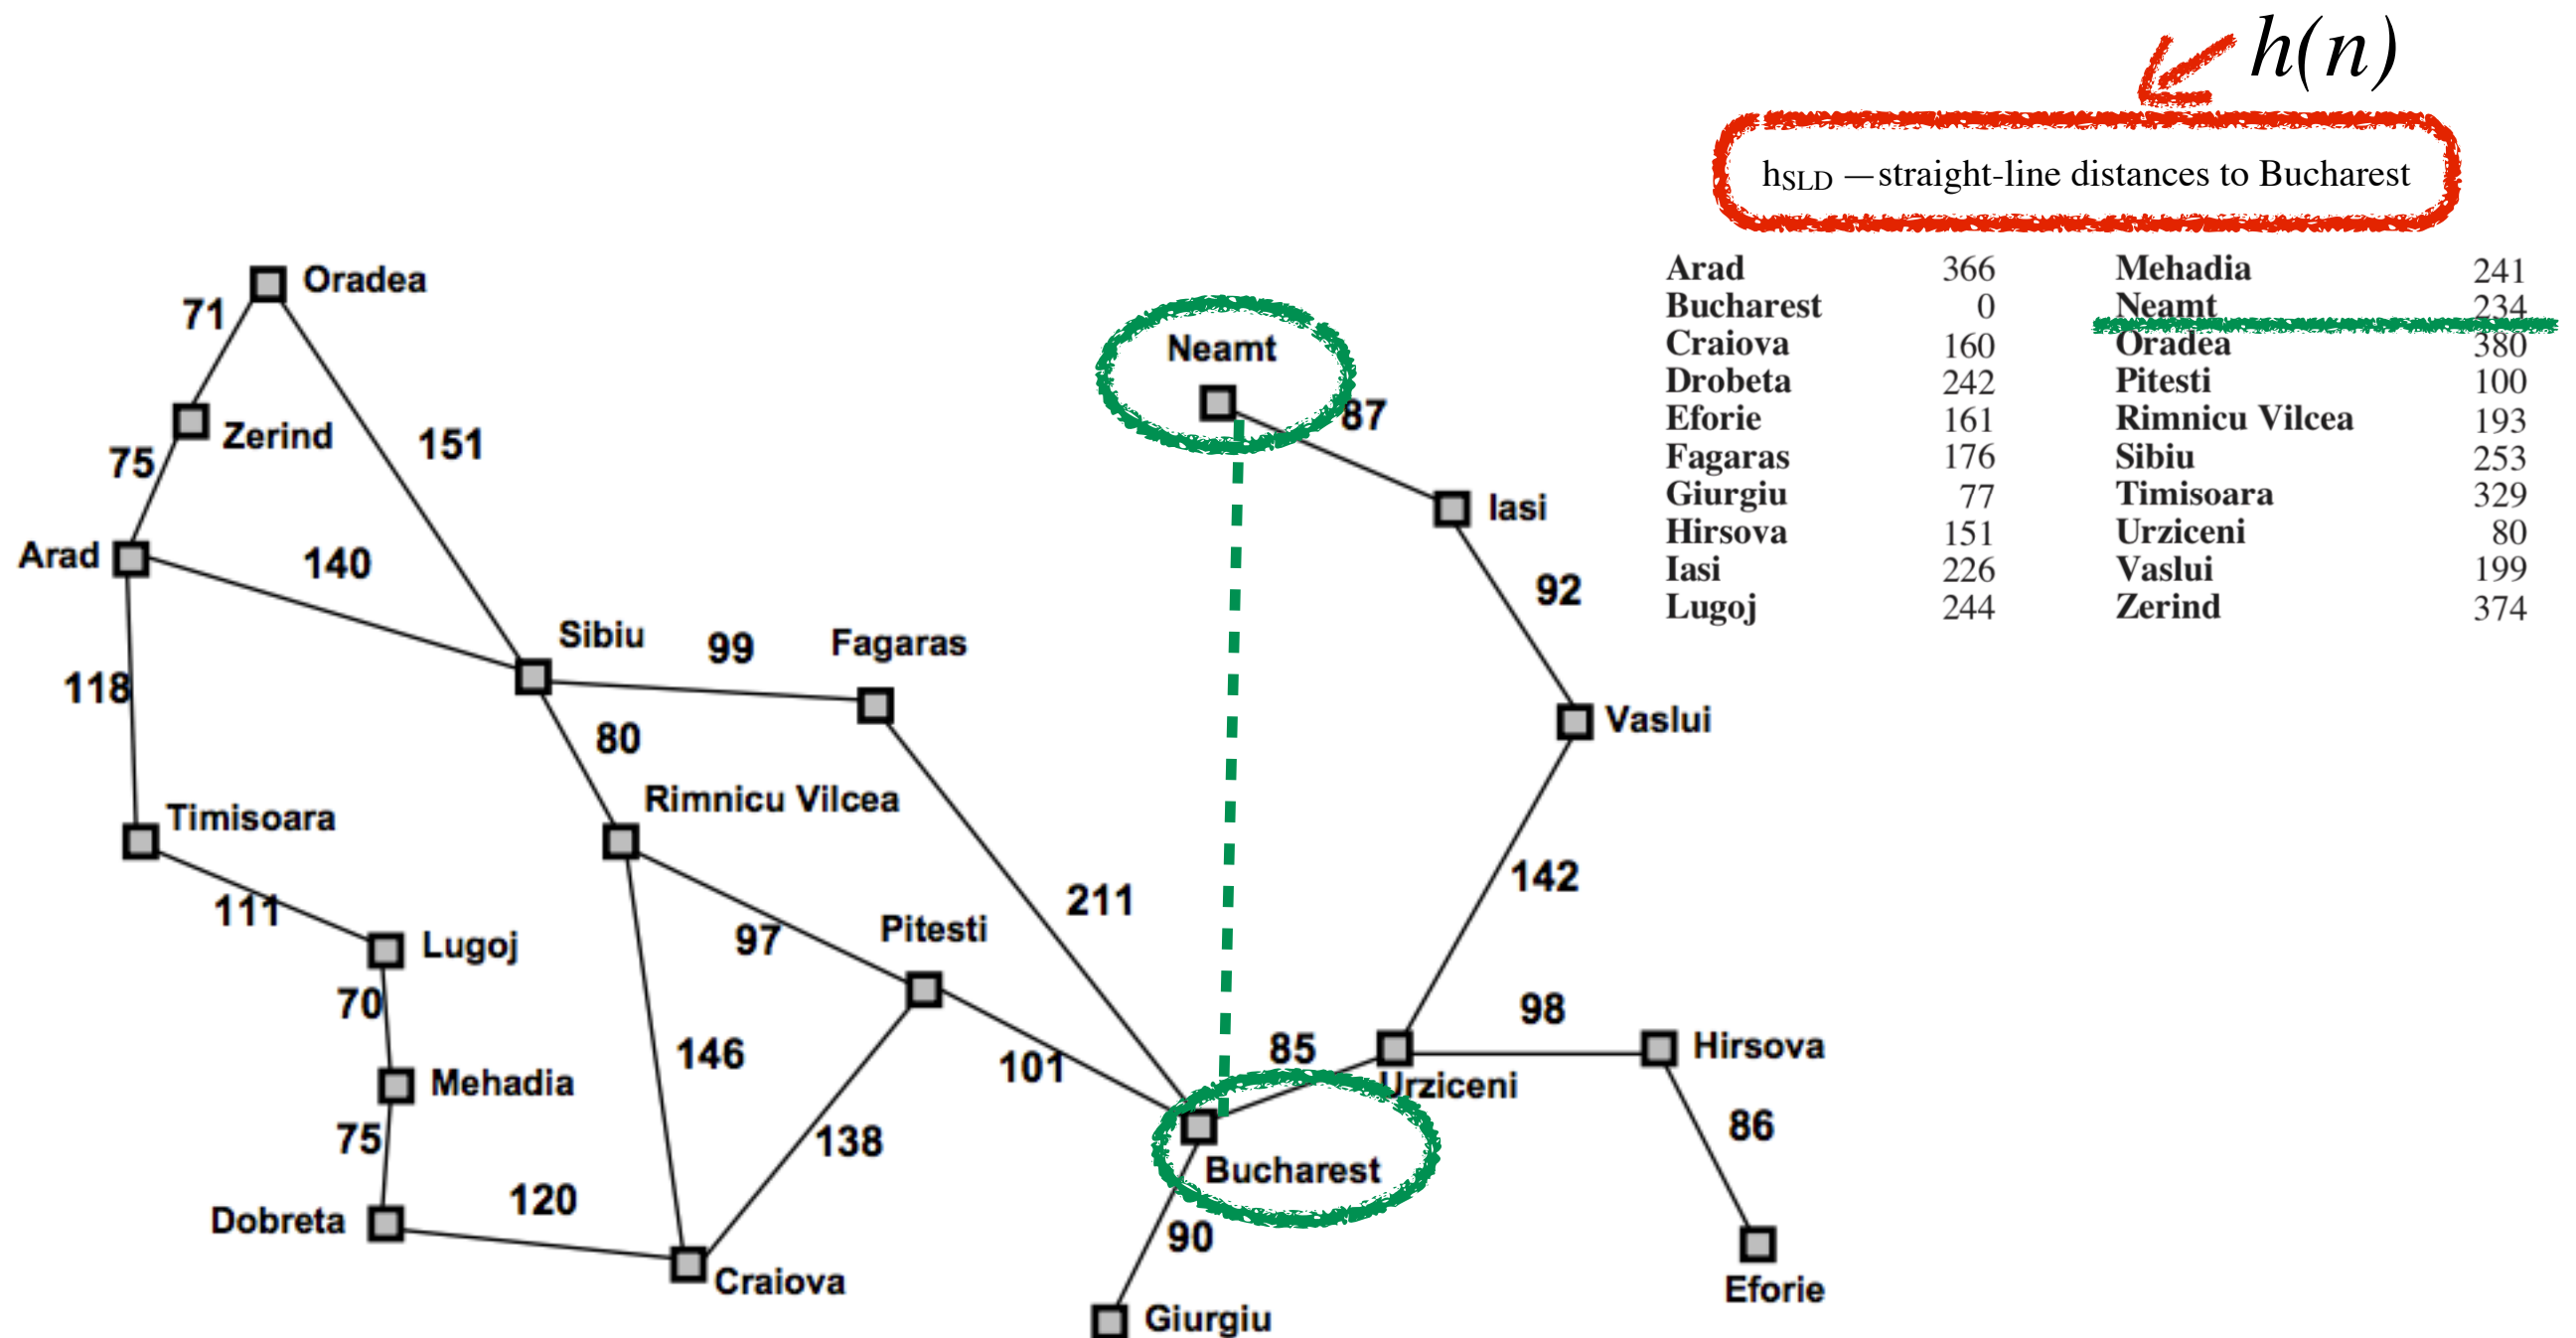 h(n)
hSLD —straight-line distances to Bucharest
Arad 366 Mehadia 241
Bucharest 0 Neamt 234
Craiova 160 Oradea 380
Drobeta 242 Pitesti 100
Eforie 161 Rimnicu Vilcea 193
Fagaras 176 Sibiu 253
Giurgiu 77 Timisoara 329
Hirsova 151 Urziceni 80
Iasi 226 Vaslui 199
Lugoj 244 Zerind 374
Oradea
71
Neamt
87
Zerind
151
75
Iasi
Arad
140
92
Sibiu
99
Fagaras
118
80
Vaslui
Timisoara
Rimnicu Vilcea
142
211
111
97
Pitesti
Lugoj
70
98
146
101
85
Hirsova
Mehadia
Urziceni
75
138
86
Bucharest
120
Dobreta
90
Craiova
Eforie
Giurgiu